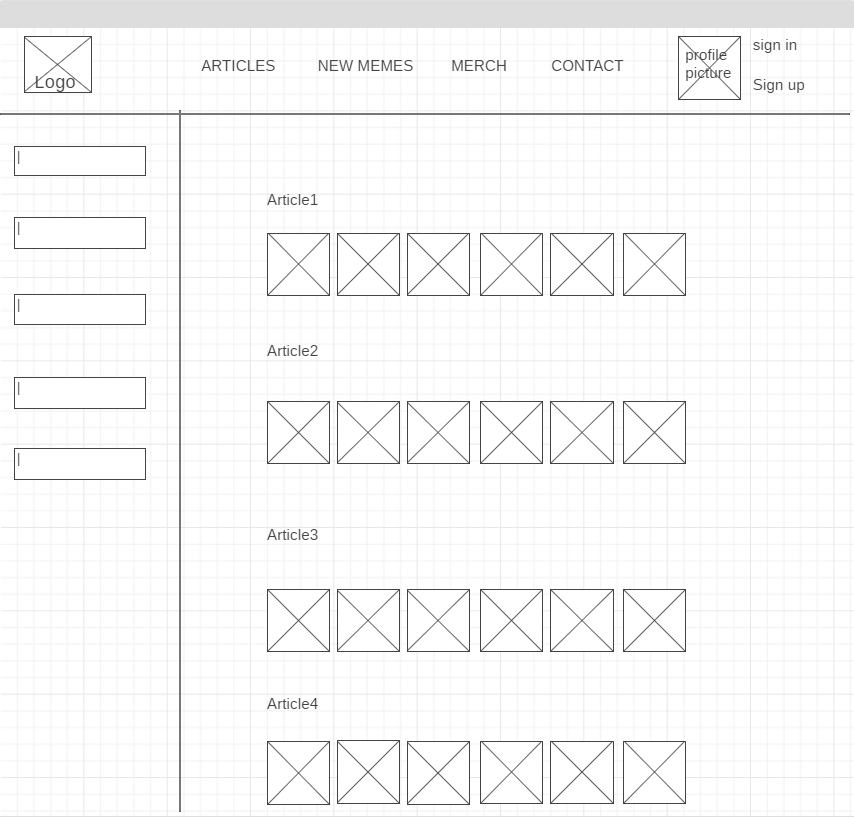 Logo
ARTICLES
NEW MEMES
MERCH
CONTACT
profile
picture
sign in
Sign up
Article1
Article2
Article3
Article4